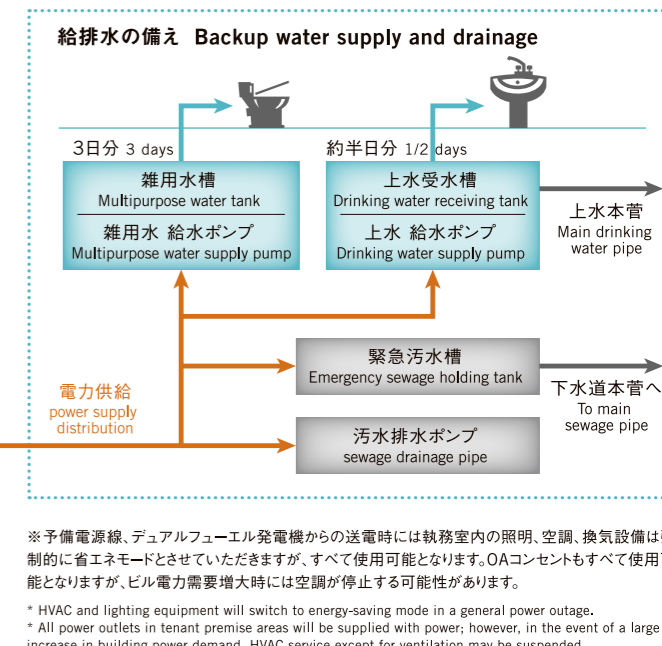 給排水の備え Backup water supply and drainage
3日分 3 days
約半日分 1/2 days
雑用水槽
Multipurpose water tank
雑用水 給水ポンプ
Multipurpose water supply pump
上水受水槽
Drinking water receiving tank
上水 給水ポンプ
Drinking water supply pump
上水本菅
Main drinking
water pipe
緊急汚水槽
Emergency sewage holding tank
下水道本菅へ
To main
sewage pipe
電力供給
power supply
distribution
汚水排水ポンプ
sewage drainage pipe
※予備電源線、デュアルフューエル発電機からの送電時には執務室内の照明、空調、換気設備は
制的に省エネモードとさせていただきますが、すべて使用可能となります。OAコンセントもすべて使用
能となりますが、ビル電力需要増大時には空調が停止する可能性があります。
* HVAC and lighting equipment will switch to energy-saving mode in a general power outage.
* All power outlets in tenant premise areas will be supplied with power; however, in the event of a large
increase in building power demand, HVAC service except for ventilation may be suspended.